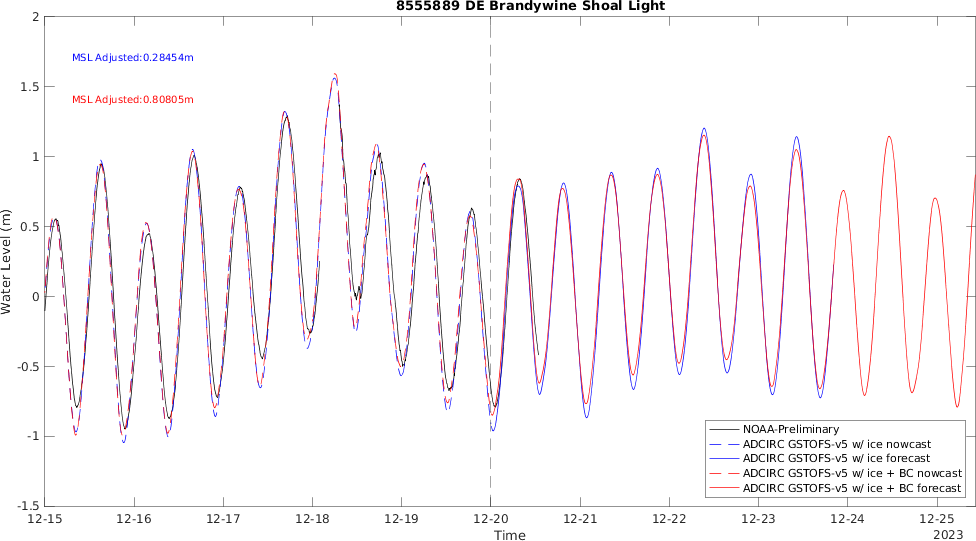 8555889 DE Brandywine Shoal Light
MSL Adjusted:0.28454m
MSL Adjusted:0.80805m
Water Level (m)
2
1.5
1
0.5
0
-0.5
-1
-1.5
12-15 12-16 12-17 12-18 12-19 12-20 12-21 12-22 12-23 12-24 12-25
2023
Time
NOAA-Preliminary
ADCIRC GSTOFS-v5 w/ ice nowcast
ADCIRC GSTOFS-v5 w/ ice forecast
ADCIRC GSTOFS-v5 w/ ice + BC nowcast
ADCIRC GSTOFS-v5 w/ ice + BC forecast